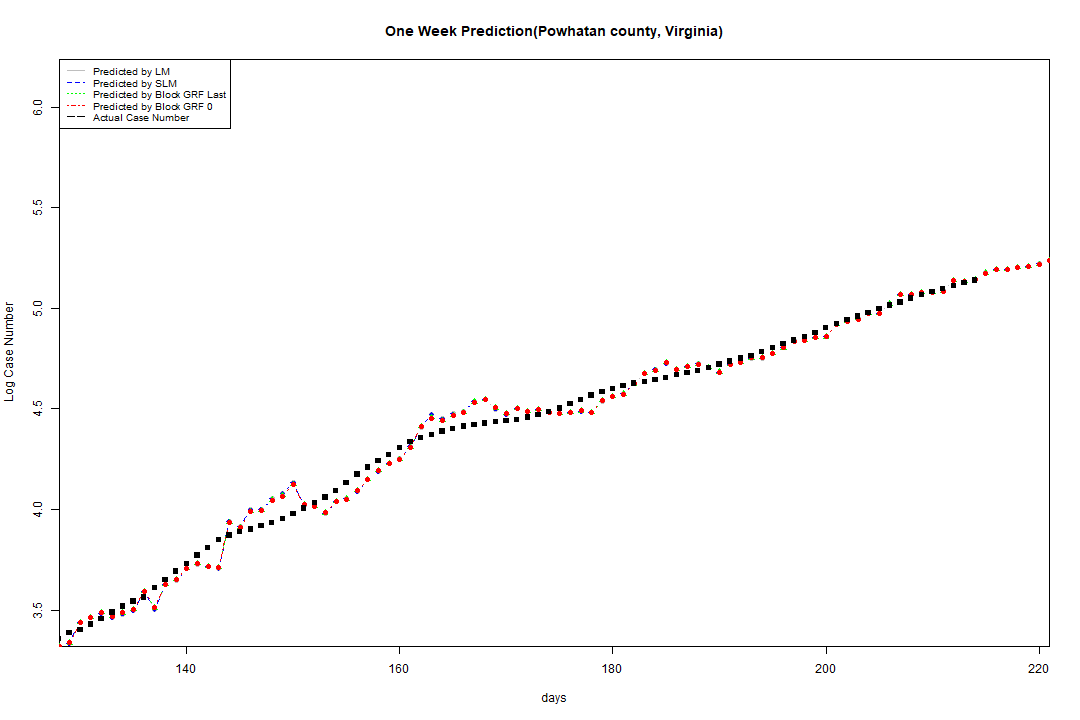 One Week Prediction(Powhatan county, Virginia)
Predicted by LM
Predicted by SLM
Predicted by Block GRF Last
Predicted by Block GRF 0
Actual Case Number
6.0
5.5
5.0
4.5
4.0
3.5
Log Case Number
140 160 180 200 220
days